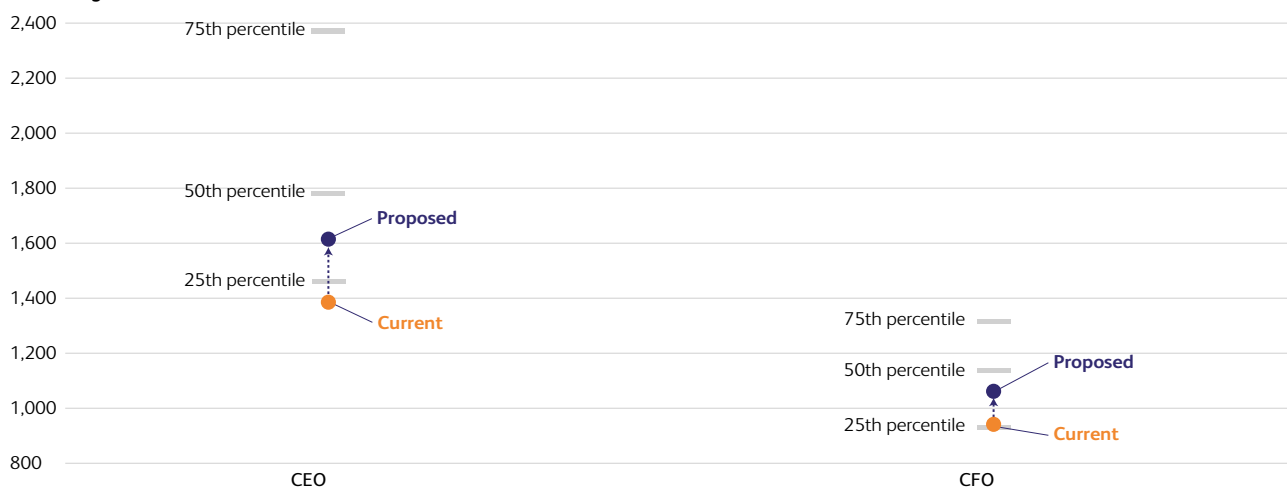 2,400
75th percentile
2,200
2,000
1,800
50th percentile
Proposed
1,600
25th percentile
1,400
Current
75th percentile
1,200
50th percentile
Proposed
1,000
25th percentile
Current
800
CEO
CFO